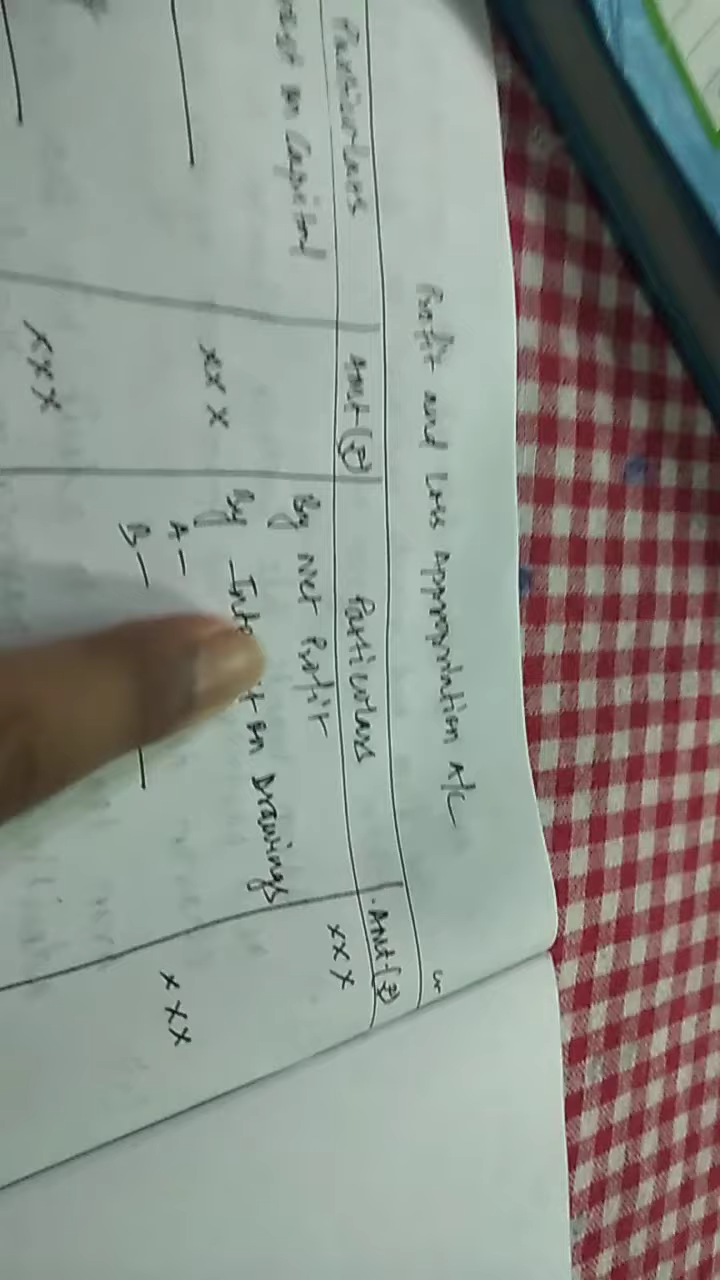 Profit and Loss Appropriation A/c
Cr
Particulars Amt (₹) Particulars Amt (₹)
By Net Profit xxx
on Capital By on Drawings
xxx A —
B — xxx
xxx